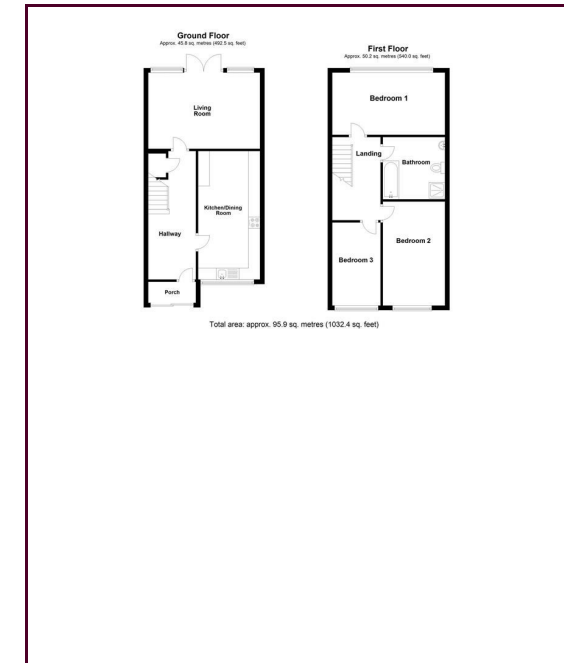 Ground Floor
Approx. 45.8 sq. metres (492.5 sq. feet)
Living
Room
Kitchen/Dining
Room
Hallway
Porch
First Floor
Approx. 50.2 sq. metres (540.0 sq. feet)
Bedroom 1
Landing
Bathroom
Bedroom 2
Bedroom 3
Total area: approx. 95.9 sq. metres (1032.4 sq. feet)